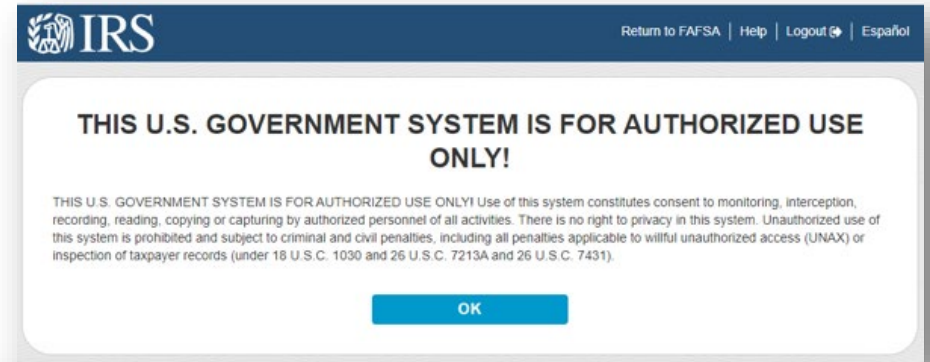 IRS
Return to FAFSA | Help | Logout | Español
THIS U.S. GOVERNMENT SYSTEM IS FOR AUTHORIZED USE
ONLY!
THIS U.S. GOVERNMENT SYSTEM IS FOR AUTHORIZED USE ONLY! Use of this system constitutes consent to monitoring, interception,
recording, reading, copying or capturing by authorized personnel of all activities. There is no right to privacy in this system. Unauthorized use of
this system is prohibited and subject to criminal and civil penalties, including all penalties applicable to willful unauthorized access (UNAX) or
inspection of taxpayer records (under 18 U.S.C. 1030 and 26 U.S.C. 7213A and 26 U.S.C. 7431).
OK